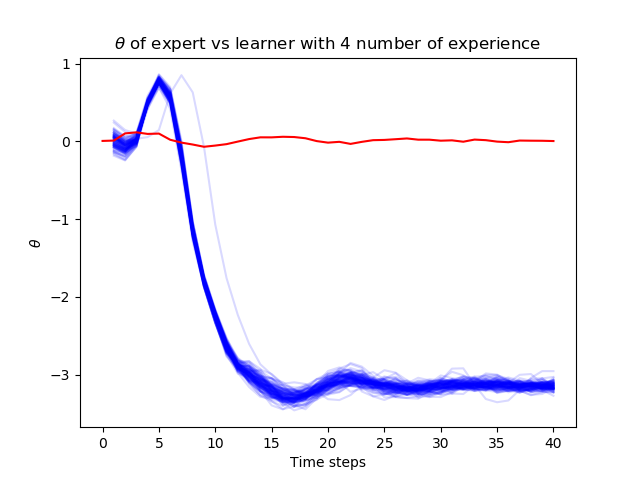 θ of expert vs learner with 4 number of experience
1
0
−1
−2
−3
θ
0 5 10 15 20 25 30 35 40
Time steps